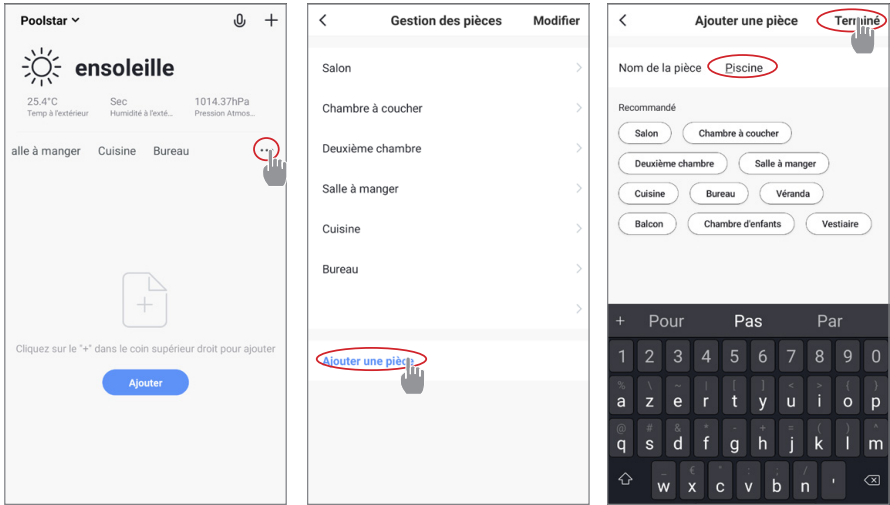 Poolstar
ensoleille
25.4°C Sec 1014.37hPa
Temp à l'extérieur Humidité à l'exté... Pression Atmos...
alle à manger Cuisine Bureau ...
Cliquez sur le "+" dans le coin supérieur droit pour ajouter
Ajouter
Gestion des pièces Modifier
Salon
Chambre à coucher
Deuxième chambre
Salle à manger
Cuisine
Bureau
Ajouter une pièce
Ajouter une pièce Terminé
Nom de la pièce Piscine
Recommandé
Salon Chambre à coucher
Deuxième chambre Salle à manger
Cuisine Bureau Véranda
Balcon Chambre d'enfants Vestiaire
+ Pour Pas Par
1 2 3 4 5 6 7 8 9 0
% \ ~ | [ ] < > { }
a z e r t y u i o p
@ # & * - + = ( ) ^
q s d f g h j k l m
_ € " ' : ; /
w x c v b n '